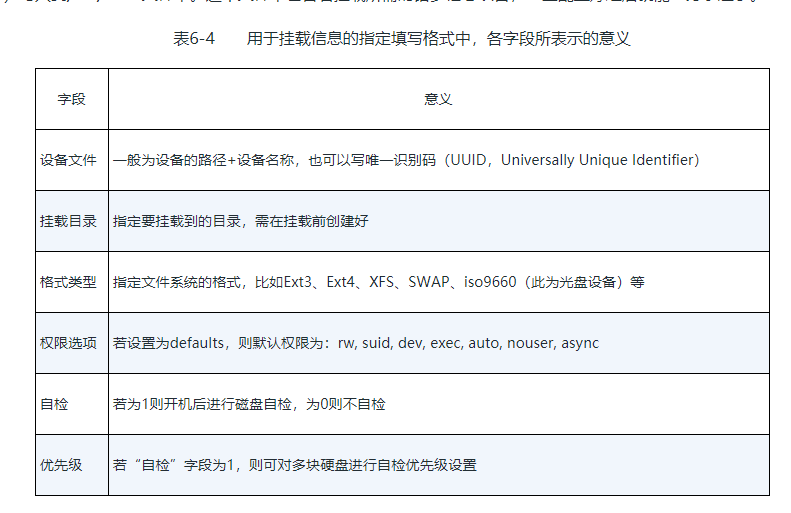 表6-4 用于挂载信息的指定填写格式中，各字段所表示的意义
字段 意义
设备文件 一般为设备的路径+设备名称，也可以写唯一识别码（UUID，Universally Unique Identifier）
挂载目录 指定要挂载到的目录，需在挂载前创建好
格式类型 指定文件系统的格式，比如Ext3、Ext4、XFS、SWAP、iso9660（此为光盘设备）等
权限选项 若设置为defaults，则默认权限为：rw, suid, dev, exec, auto, nouser, async
自检 若为1则开机后进行磁盘自检，为0则不自检
优先级 若“自检”字段为1，则可对多块硬盘进行自检优先级设置